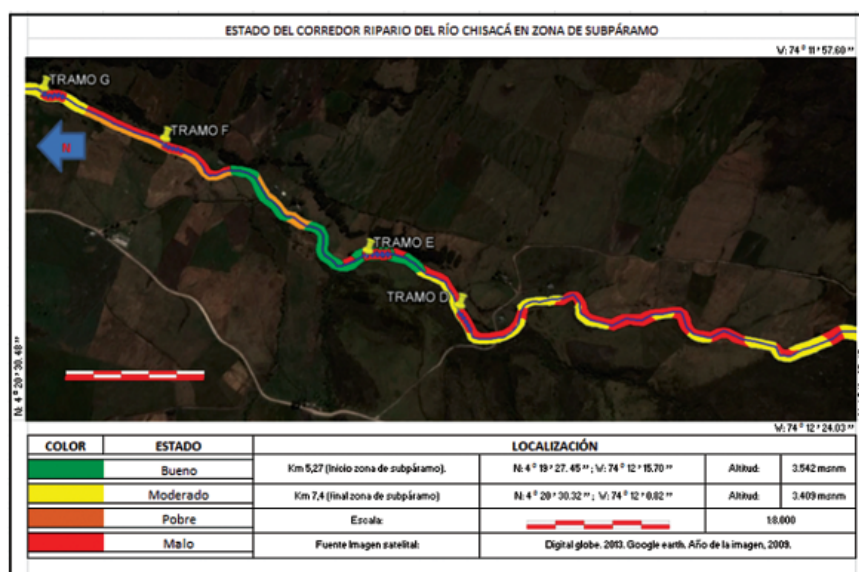 ESTADO DEL CORREDOR RIPARIO DEL RÍO CHISACÁ EN ZONA DE SUBPÁRAMO
W: 74° 11' 57.60"
TRAMO G
TRAMO F
N
TRAMO E
TRAMO D
N: 4° 20' 30.48"
W: 74° 12' 24.03"
COLOR ESTADO LOCALIZACIÓN
Bueno Km 5,27 (Inicio zona de subpáramo). N: 4° 19' 27.45"; W: 74° 12' 15.70" Altitud: 3.542 msnm
Moderado Km 7,4 (final zona de subpáramo) N: 4° 20' 30.32"; W: 74° 12' 0.82" Altitud: 3.409 msnm
Pobre Escala: 1:8.000
Malo Fuente Imagen satelital: Digital globe. 2013. Google earth. Año de la imagen, 2009.